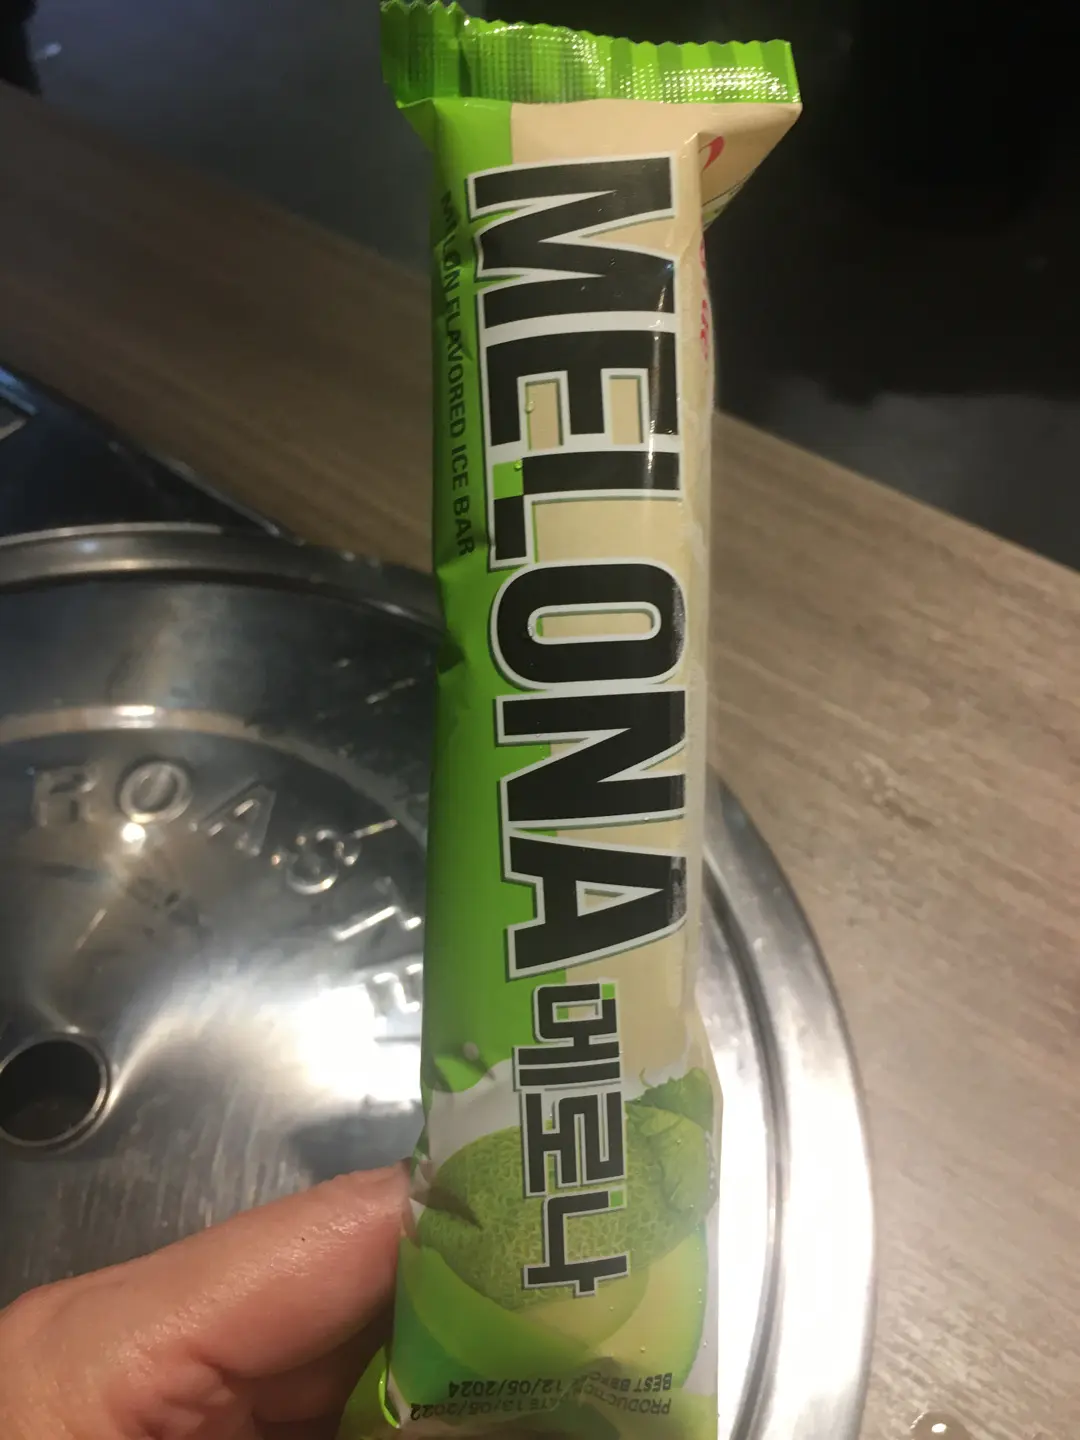 MELONA
메로나
MELON FLAVORED ICE BAR
PRODUCTION DATE 13/05/2022
BEST BEFORE 12/05/2024